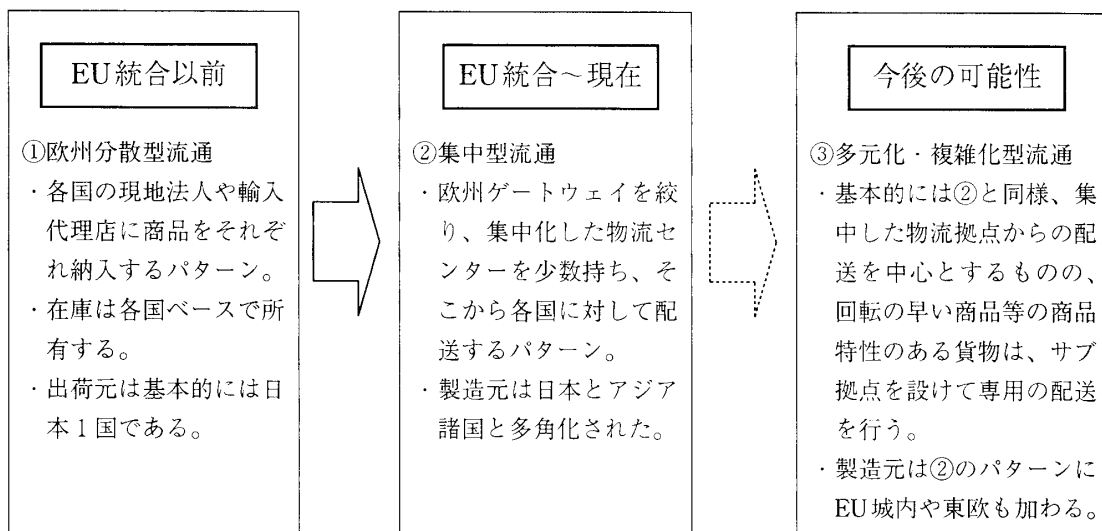 EU統合以前
①欧州分散型流通
・各国の現地法人や輸入
代理店に商品をそれぞ
れ納入するパターン。
・在庫は各国ベースで所
有する。
・出荷元は基本的には日
本1国である。
EU統合～現在
②集中型流通
・欧州ゲートウェイを絞
り、集中化した物流セ
ンターを少数持ち、そ
こから各国に対して配
送するパターン。
・製造元は日本とアジア
諸国と多角化された。
今後の可能性
③多元化・複雑化型流通
・基本的には②と同様、集
中した物流拠点からの配
送を中心とするものの、
回転の早い商品等の商品
特性のある貨物は、サブ
拠点を設けて専用の配送
を行う。
・製造元は②のパターンに
EU城内や東欧も加わる。